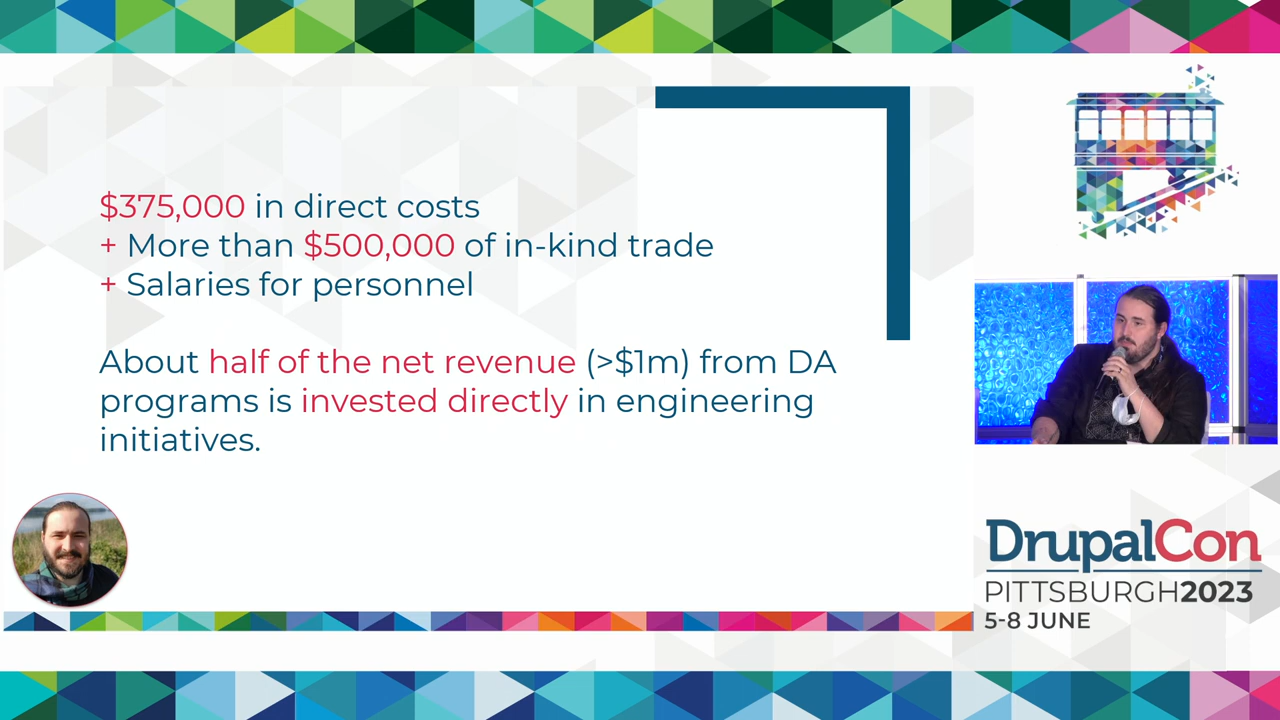 $375,000 in direct costs
+ More than $500,000 of in-kind trade
+ Salaries for personnel
About half of the net revenue (>$1m) from DA
programs is invested directly in engineering
initiatives.
DrupalCon
PITTSBURGH2023
5-8 JUNE